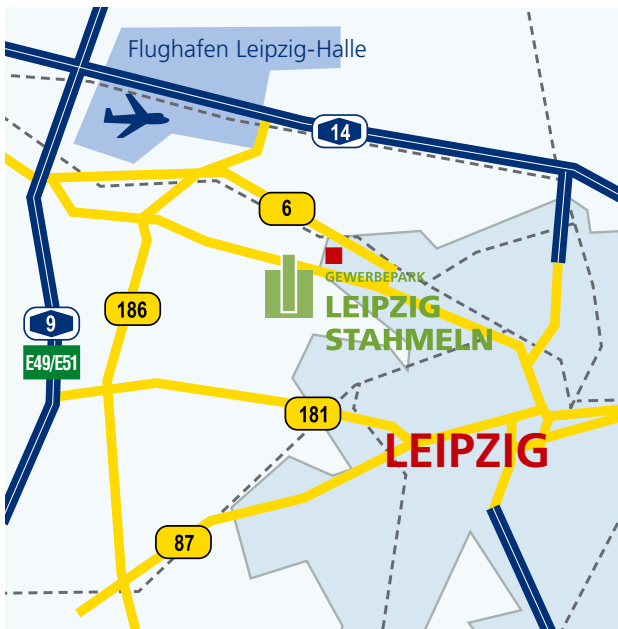 Flughafen Leipzig-Halle
14
6
GEWERBEPARK
LEIPZIG
STAHMELN
186
9
E49/E51
181
LEIPZIG
87